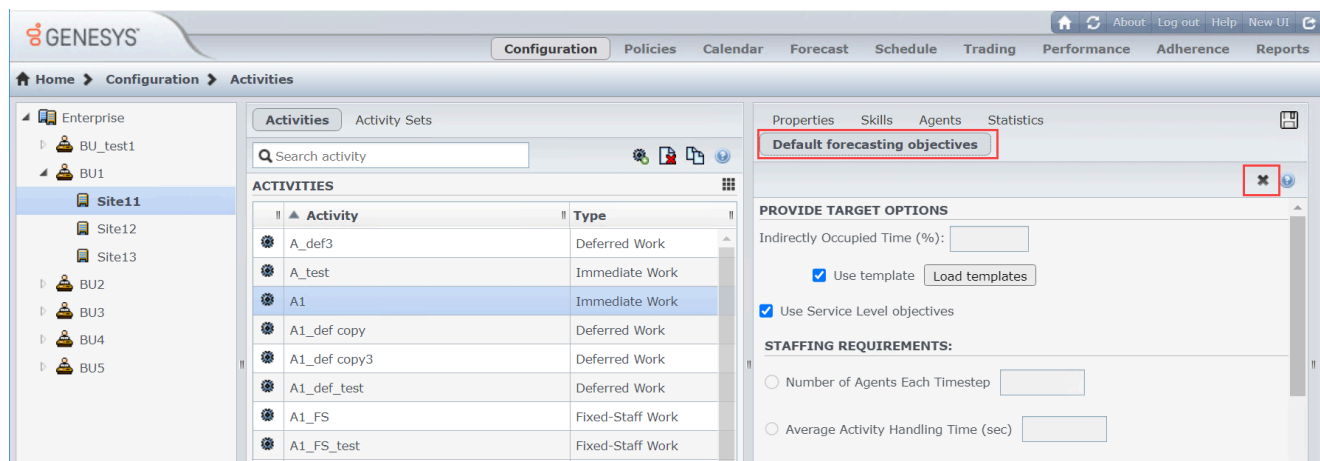 GENESYS
About Log out Help New UI
Configuration Policies Calendar Forecast Schedule Trading Performance Adherence Reports
Home Configuration Activities
Enterprise
BU_test1
BU1
Site11
Site12
Site13
BU2
BU3
BU4
BU5
Activities Activity Sets
Search activity
ACTIVITIES
Activity Type
A_def3 Deferred Work
A_test Immediate Work
A1 Immediate Work
A1_def copy Deferred Work
A1_def copy3 Deferred Work
A1_def_test Deferred Work
A1_FS Fixed-Staff Work
A1_FS_test Fixed-Staff Work
Properties Skills Agents Statistics
Default forecasting objectives
PROVIDE TARGET OPTIONS
Indirectly Occupied Time (%):
Use template Load templates
Use Service Level objectives
STAFFING REQUIREMENTS:
Number of Agents Each Timestep
Average Activity Handling Time (sec)